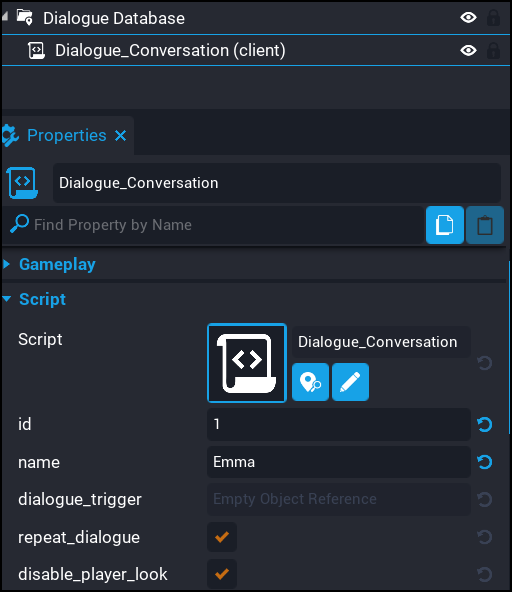 Dialogue Database
Dialogue_Conversation (client)
Properties
Dialogue_Conversation
Find Property by Name
Gameplay
Script
Script
Dialogue_Conversation
id
1
name
Emma
dialogue_trigger
Empty Object Reference
repeat_dialogue
disable_player_look